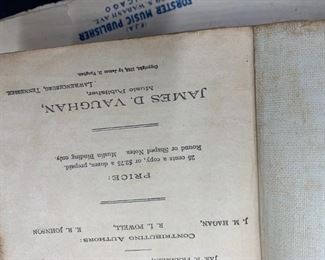 CONTRIBUTING AUTHORS:
J. M. HAGAN, R. L. POWELL, E. R. JOHNSON
PRICE:
25 cents a copy, or $2.75 a dozen, prepaid.
Round or Shaped Notes. Muslin Binding only.
JAMES D. VAUGHAN,
Music Publisher,
LAWRENCEBURG, TENNESSEE.
by James D. Vaughan.
FORSTER MUSIC PUBLISHER
S. WABASH AVE.
CHICAGO